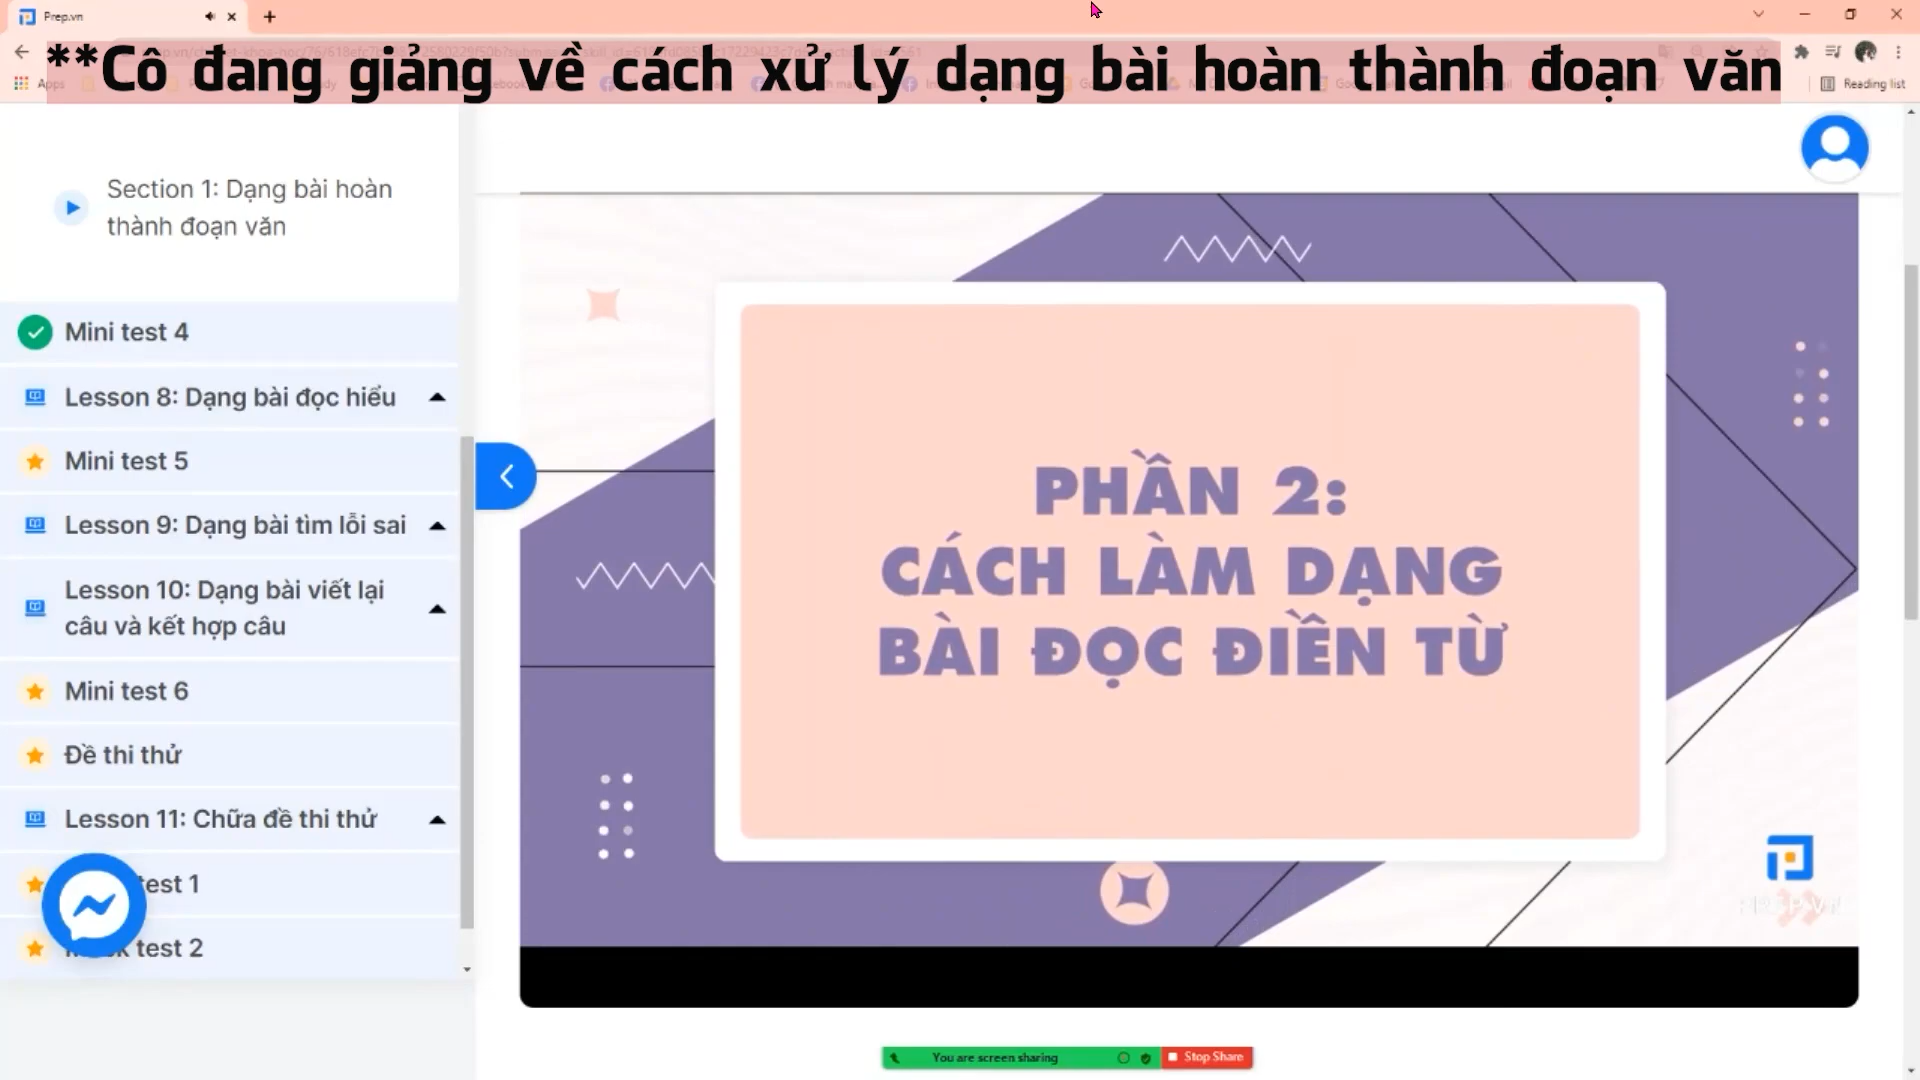 Prep.vn
**Cô đang giảng về cách xử lý dạng bài hoàn thành đoạn văn
Apps
Reading list
Section 1: Dạng bài hoàn
thành đoạn văn
Mini test 4
Lesson 8: Dạng bài đọc hiểu
Mini test 5
Lesson 9: Dạng bài tìm lỗi sai
Lesson 10: Dạng bài viết lại
câu và kết hợp câu
Mini test 6
Đề thi thử
Lesson 11: Chữa đề thi thử
test 1
test 2
PHẦN 2:
CÁCH LÀM DẠNG
BÀI ĐỌC ĐIỀN TỪ
PREP.VN
You are screen sharing
Stop Share